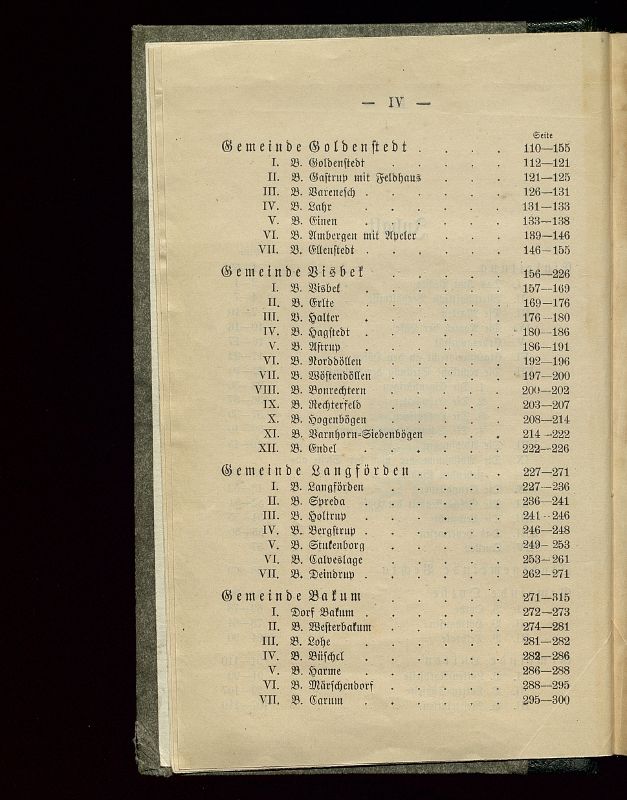 — IV —
Seite
Gemeinde Goldenstedt . . . . 110—155
I. B. Goldenstedt . . . . . 112—121
II. B. Gastrup mit Feldhaus . . . 121—125
III. B. Varenesch . . . . . . 126—131
IV. B. Lahr . . . . . . 131—133
V. B. Einen . . . . . . 133—138
VI. B. Ambergen mit Apeler . . . 139—146
VII. B. Ellenstedt . . . . . . 146—155
Gemeinde Visbek . . . . . 156—226
I. B. Visbek . . . . . . 157—169
II. B. Erlte . . . . . . 169—176
III. B. Halter . . . . . . 176—180
IV. B. Hagstedt . . . . . . 180—186
V. B. Astrup . . . . . . 186—191
VI. B. Norddöllen . . . . . 192—196
VII. B. Wöstendöllen . . . . . 197—200
VIII. B. Bonrechtern . . . . . 200—202
IX. B. Rechterfeld . . . . . 203—207
X. B. Hogenbögen . . . . . 208—214
XI. B. Varnhorn-Siedenbögen . . . 214—222
XII. B. Endel . . . . . . 222—226
Gemeinde Langförden . . . . 227—271
I. B. Langförden . . . . . 227—236
II. B. Spreda . . . . . . 236—241
III. B. Holtrup . . . . . . 241—246
IV. B. Bergstrup . . . . . . 246—248
V. B. Stukenborg . . . . . 249—253
VI. B. Calveslage . . . . . 253—261
VII. B. Deindrup . . . . . . 262—271
Gemeinde Bakum . . . . . 271—315
I. Dorf Bakum . . . . . . 272—273
II. B. Westerbakum . . . . . 274—281
III. B. Lohe . . . . . . 281—282
IV. B. Büschel . . . . . . 282—286
V. B. Harme . . . . . . 286—288
VI. B. Märschendorf . . . . . 288—295
VII. B. Carum . . . . . . 295—300